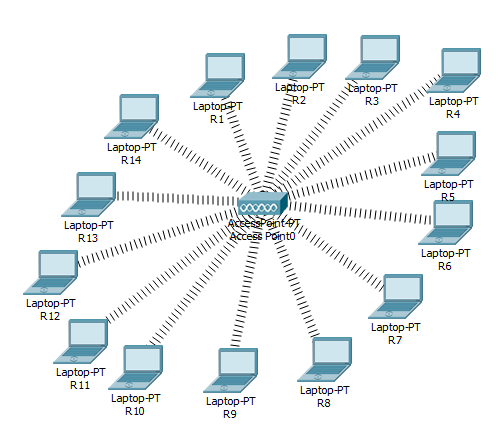 Laptop-PT
R1
Laptop-PT
R2
Laptop-PT
R3
Laptop-PT
R4
Laptop-PT
R5
Laptop-PT
R6
Laptop-PT
R7
Laptop-PT
R8
Laptop-PT
R9
Laptop-PT
R10
Laptop-PT
R11
Laptop-PT
R12
Laptop-PT
R13
Laptop-PT
R14
AccessPoint-PT
Access Point0